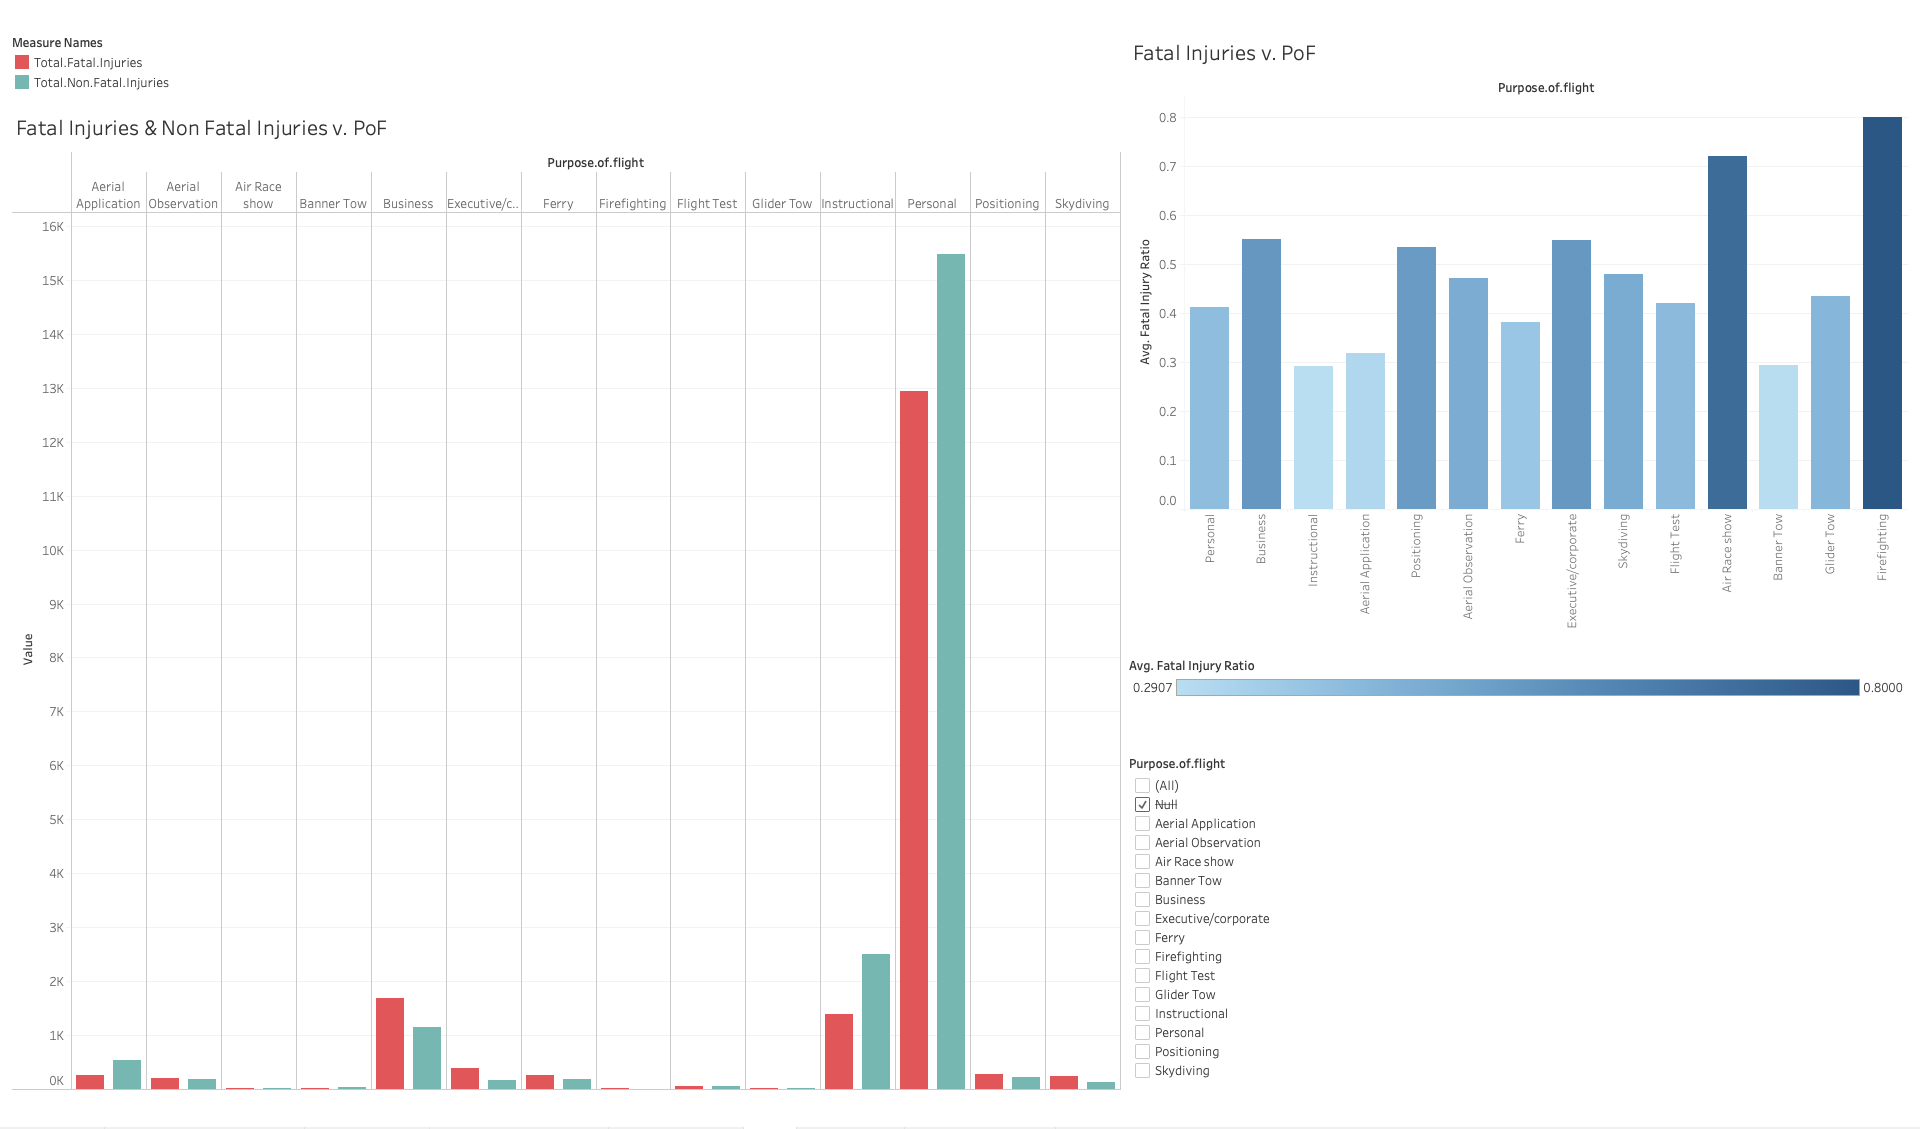 Measure Names
Total.Fatal.Injuries
Total.Non.Fatal.Injuries
Fatal Injuries & Non Fatal Injuries v. PoF
Purpose.of.flight
Aerial Application
Aerial Observation
Air Race show
Banner Tow
Business
Executive/c..
Ferry
Firefighting
Flight Test
Glider Tow
Instructional
Personal
Positioning
Skydiving
Value
16K
15K
14K
13K
12K
11K
10K
9K
8K
7K
6K
5K
4K
3K
2K
1K
0K
Fatal Injuries v. PoF
Purpose.of.flight
Avg. Fatal Injury Ratio
0.8
0.7
0.6
0.5
0.4
0.3
0.2
0.1
0.0
Personal
Business
Instructional
Aerial Application
Positioning
Aerial Observation
Ferry
Executive/corporate
Skydiving
Flight Test
Air Race show
Banner Tow
Glider Tow
Firefighting
Avg. Fatal Injury Ratio
0.2907 0.8000
Purpose.of.flight
(All)
Null
Aerial Application
Aerial Observation
Air Race show
Banner Tow
Business
Executive/corporate
Ferry
Firefighting
Flight Test
Glider Tow
Instructional
Personal
Positioning
Skydiving